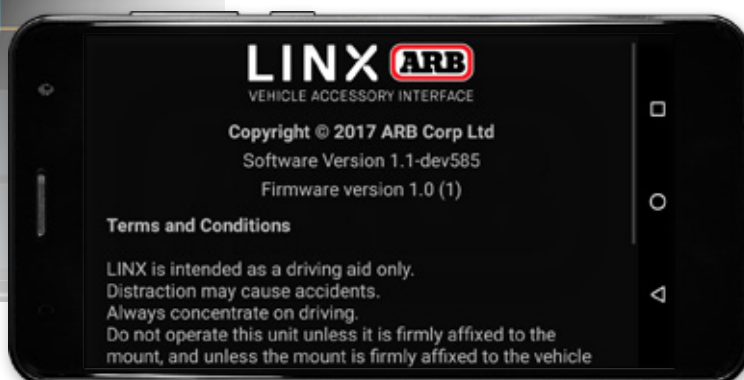 LINX ARB
VEHICLE ACCESSORY INTERFACE
Copyright © 2017 ARB Corp Ltd
Software Version 1.1-dev585
Firmware version 1.0 (1)
Terms and Conditions
LINX is intended as a driving aid only.
Distraction may cause accidents.
Always concentrate on driving.
Do not operate this unless it is firmly affixed to the
mount, and unless the mount is firmly affixed to the vehicle